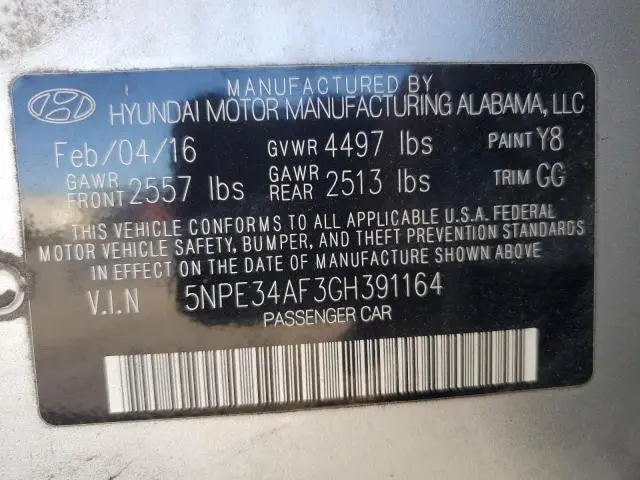 MANUFACTURED BY
HYUNDAI MOTOR MANUFACTURING ALABAMA, LLC
Feb/04/16 GVWR 4497 lbs PAINT Y8
GAWR FRONT 2557 lbs GAWR REAR 2513 lbs TRIM GG
THIS VEHICLE CONFORMS TO ALL APPLICABLE U.S.A. FEDERAL
MOTOR VEHICLE SAFETY, BUMPER, AND THEFT PREVENTION STANDARDS
IN EFFECT ON THE DATE OF MANUFACTURE SHOWN ABOVE
V.I.N 5NPE34AF3GH391164
PASSENGER CAR